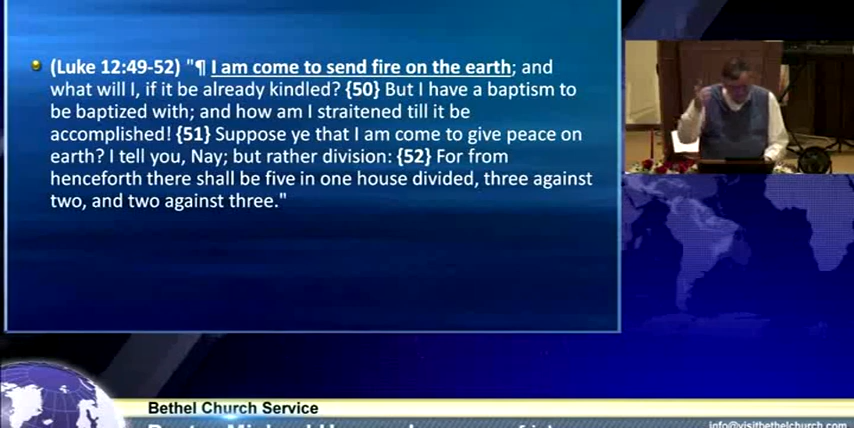 (Luke 12:49-52) "¶ I am come to send fire on the earth; and
what will I, if it be already kindled? {50} But I have a baptism to
be baptized with; and how am I straitened till it be
accomplished! {51} Suppose ye that I am come to give peace on
earth? I tell you, Nay; but rather division: {52} For from
henceforth there shall be five in one house divided, three against
two, and two against three."
Bethel Church Service
info@visitbethelchurch.com